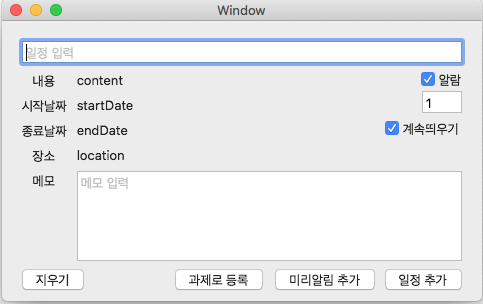 Window
일정 입력
내용 content
알람
시작날짜 startDate
1
종료날짜 endDate
계속띄우기
장소 location
메모
메모 입력
지우기 과제로 등록 미리알림 추가 일정 추가